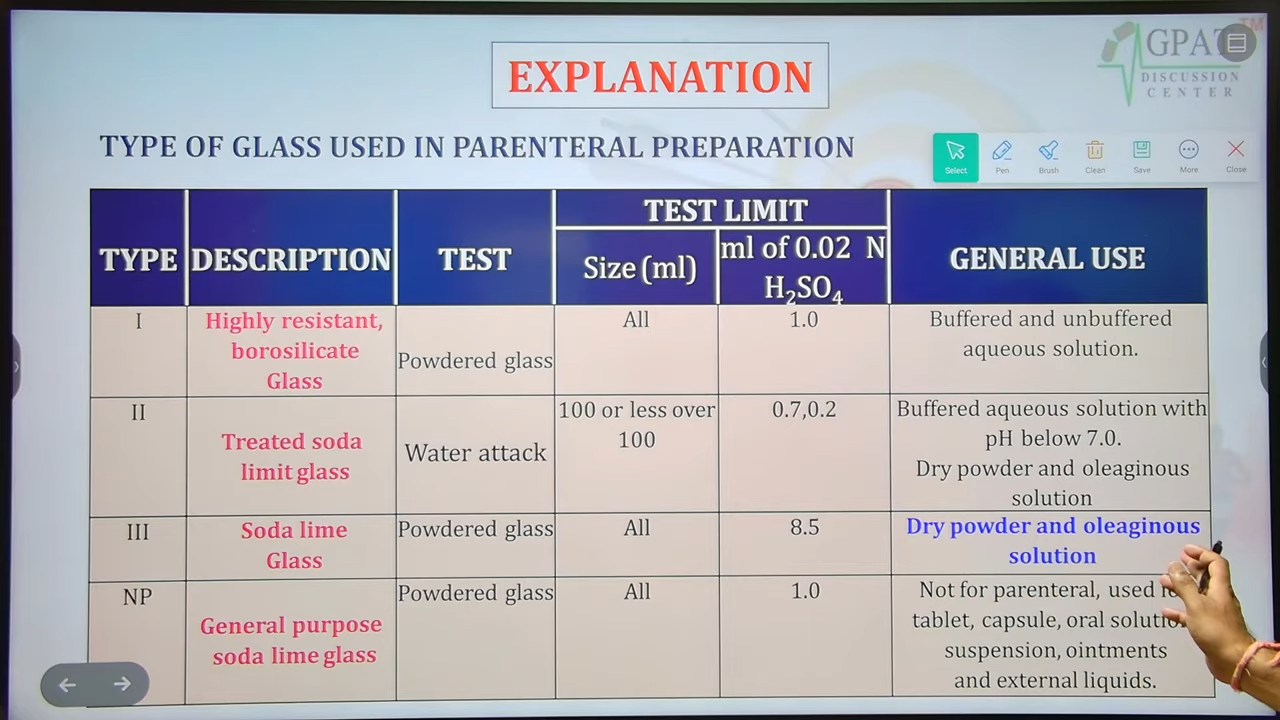 EXPLANATION
GPAT
TM
DISCUSSION
CENTER
TYPE OF GLASS USED IN PARENTERAL PREPARATION
Select
Pen
Brush
Clean
Save
More
Close
TYPE
DESCRIPTION
TEST
TEST LIMIT
Size (ml)
ml of 0.02 N
H₂SO₄
GENERAL USE
I
Highly resistant,
borosilicate
Glass
Powdered glass
All
1.0
Buffered and unbuffered
aqueous solution.
II
Treated soda
limit glass
Water attack
100 or less over
100
0.7,0.2
Buffered aqueous solution with
pH below 7.0.
Dry powder and oleaginous
solution
III
Soda lime
Glass
Powdered glass
All
8.5
Dry powder and oleaginous
solution
NP
General purpose
soda lime glass
Powdered glass
All
1.0
Not for parenteral, used
tablet, capsule, oral solution
suspension, ointments
and external liquids.